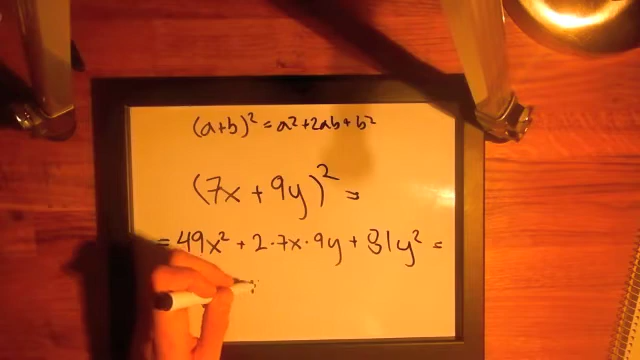 (a+b)² = a²+2ab+b²
(7x + 9y)² =
= 49x² + 2·7x·9y + 81y² =